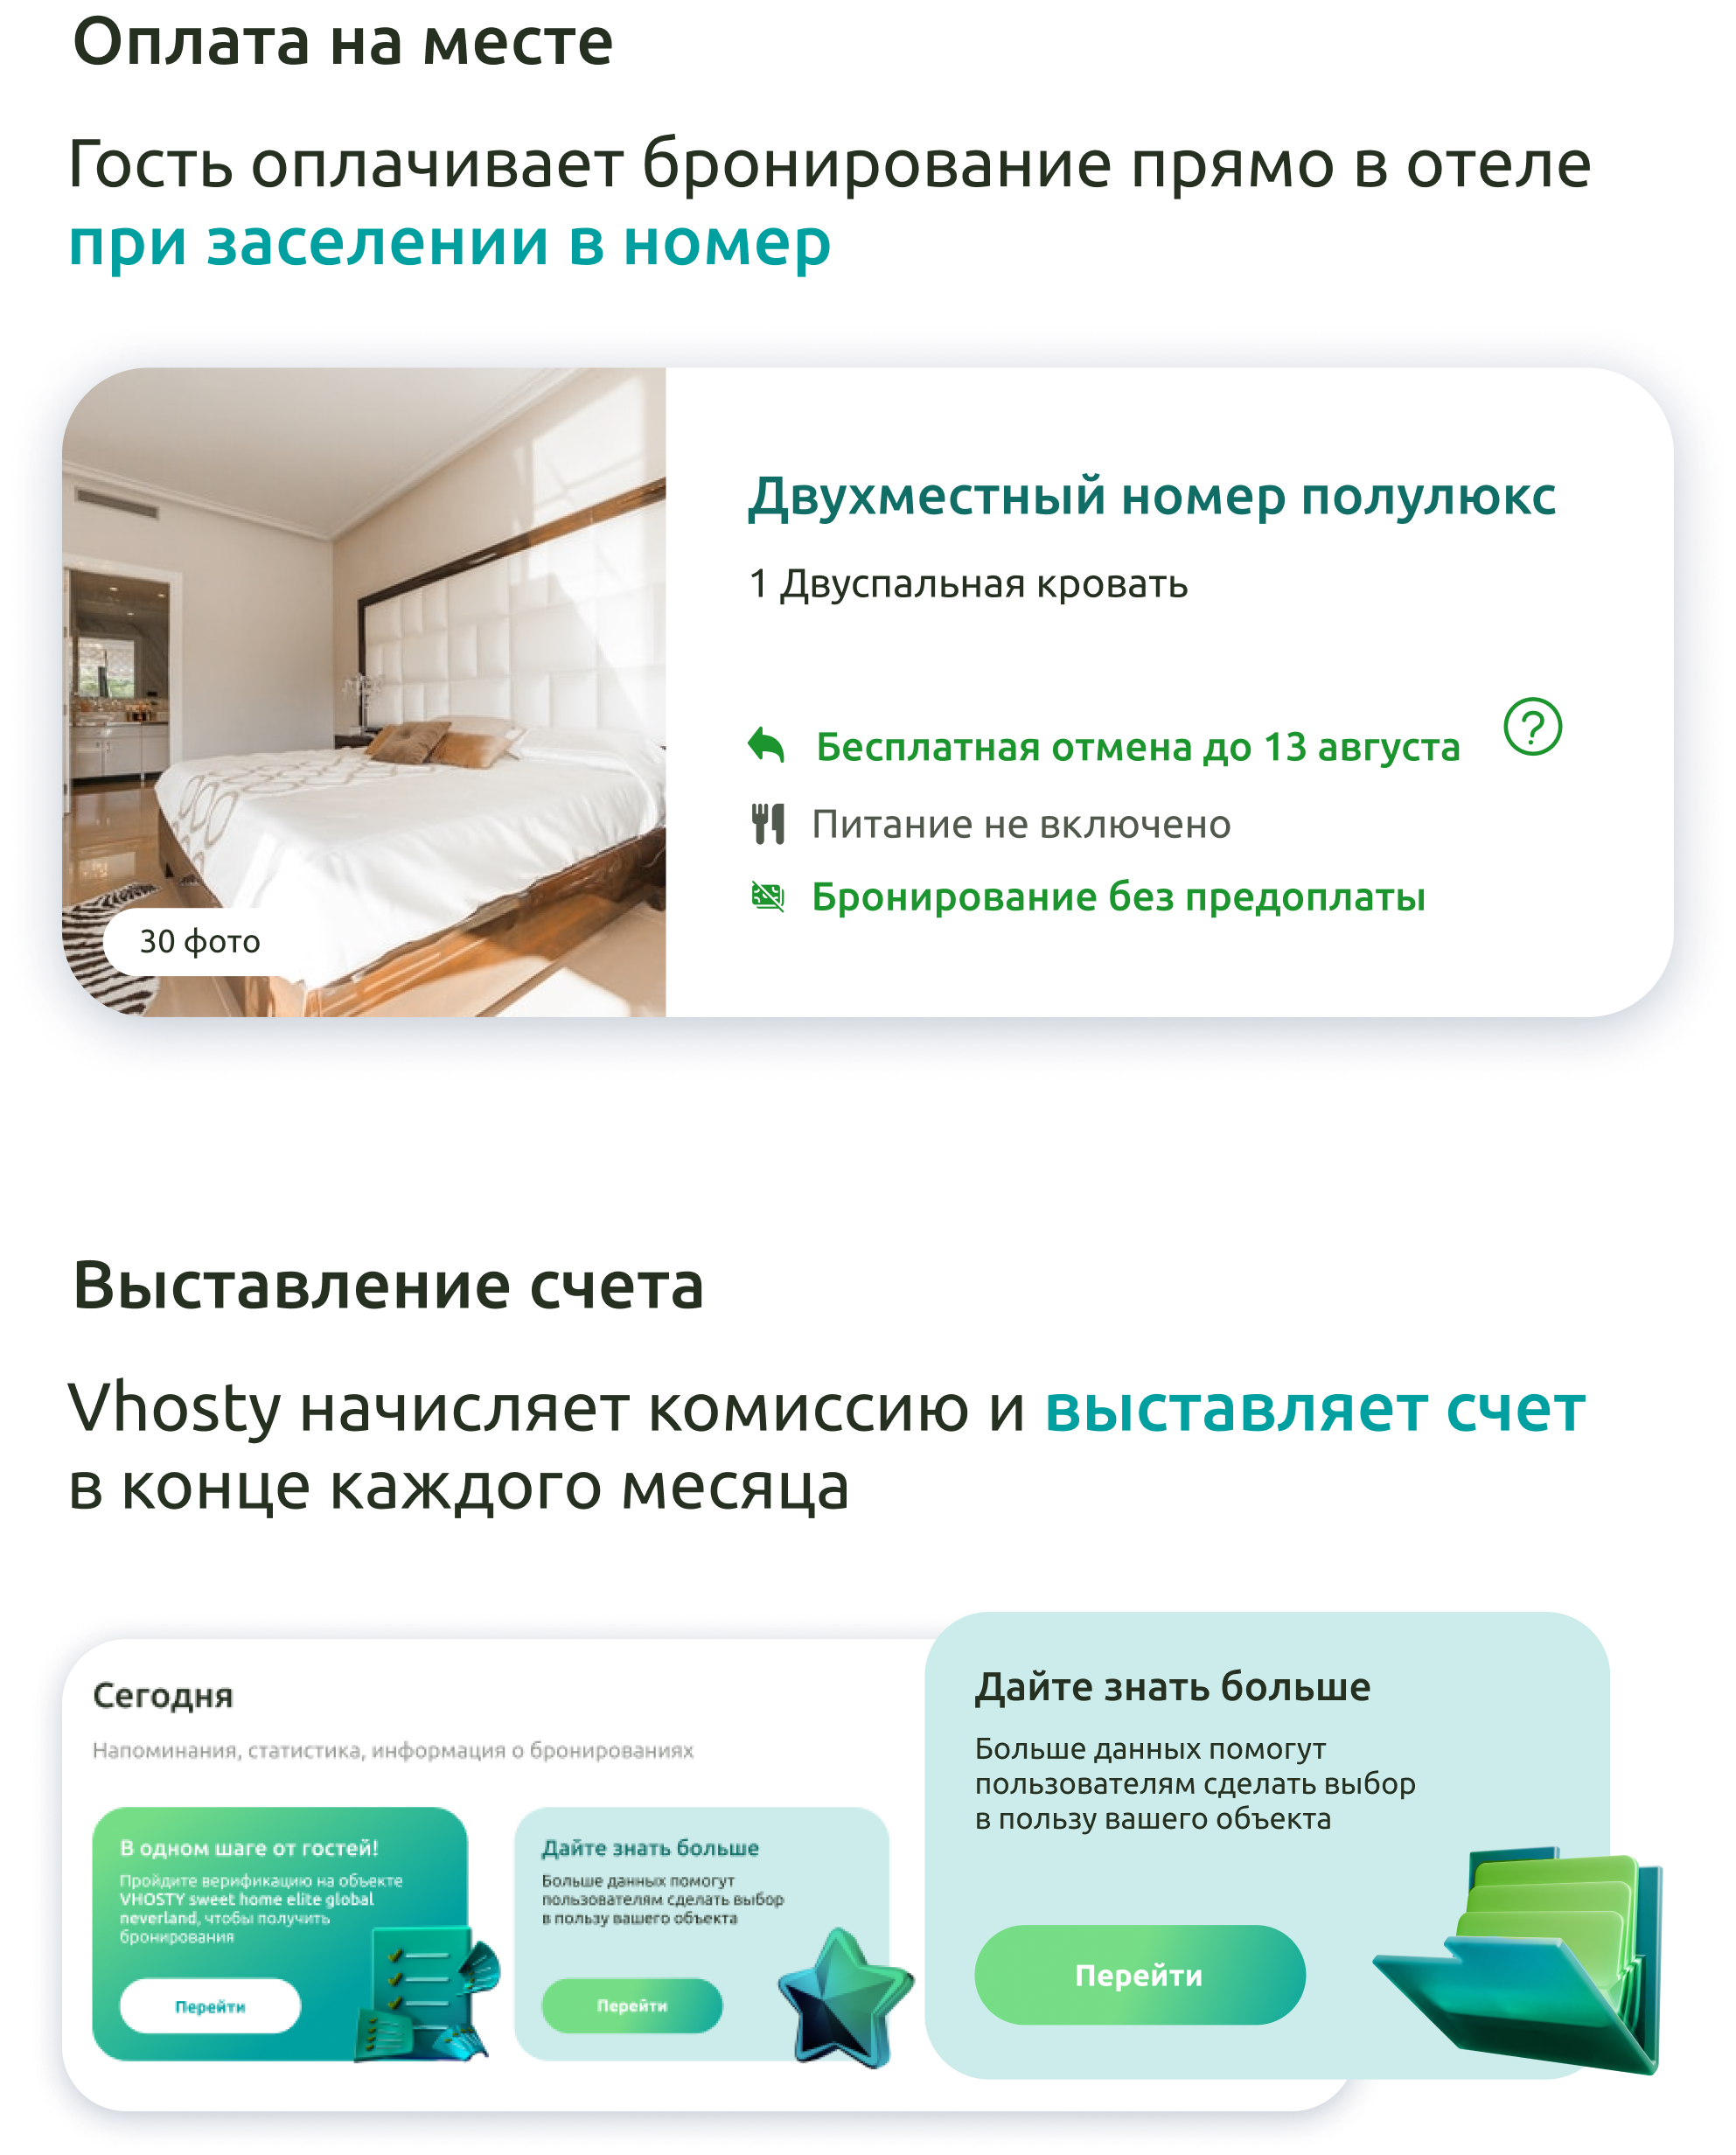 Оплата на месте
Гость оплачивает бронирование прямо в отеле
при заселении в номер
Двухместный номер полулюкс
1 Двуспальная кровать
Бесплатная отмена до 13 августа
?
Питание не включено
Бронирование без предоплаты
30 фото
Выставление счета
Vhosty начисляет комиссию и выставляет счет
в конце каждого месяца
Сегодня
Напоминания, статистика, информация о бронированиях
В одном шаге от гостей!
Пройдите верификацию на объекте
VHOSTY sweet home elite global
neverland, чтобы получить
бронирования
Перейти
Дайте знать больше
Больше данных помогут
пользователям сделать выбор
в пользу вашего объекта
Перейти
Дайте знать больше
Больше данных помогут
пользователям сделать выбор
в пользу вашего объекта
Перейти